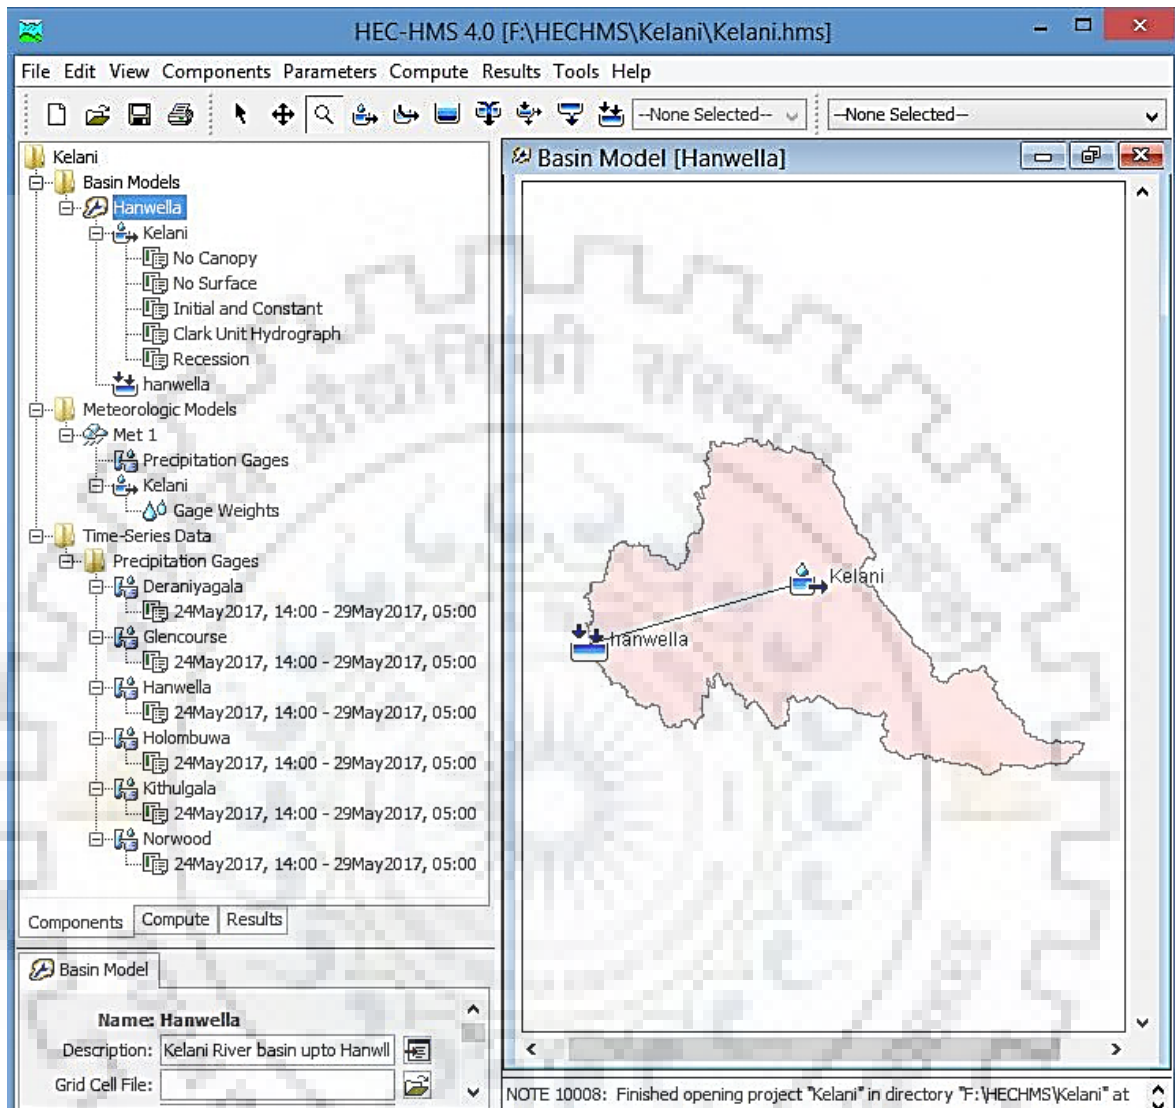 HEC-HMS 4.0 [F:\HECHMS\Kelani\Kelani.hms]
File Edit View Components Parameters Compute Results Tools Help
--None Selected--
--None Selected--
Kelani
Basin Models
Hanwella
Kelani
No Canopy
No Surface
Initial and Constant
Clark Unit Hydrograph
Recession
hanwella
Meteorologic Models
Met 1
Precipitation Gages
Kelani
Gage Weights
Time-Series Data
Precipitation Gages
Deraniyagala
24May2017, 14:00 - 29May2017, 05:00
Glencourse
24May2017, 14:00 - 29May2017, 05:00
Hanwella
24May2017, 14:00 - 29May2017, 05:00
Holombuwa
24May2017, 14:00 - 29May2017, 05:00
Kithulgala
24May2017, 14:00 - 29May2017, 05:00
Norwood
24May2017, 14:00 - 29May2017, 05:00
Components Compute Results
Basin Model
Name: Hanwella
Description: Kelani River basin upto Hanwll
Grid Cell File:
Basin Model [Hanwella]
Kelani
hanwella
NOTE 10008: Finished opening project "Kelani" in directory "F:\HECHMS\Kelani" at